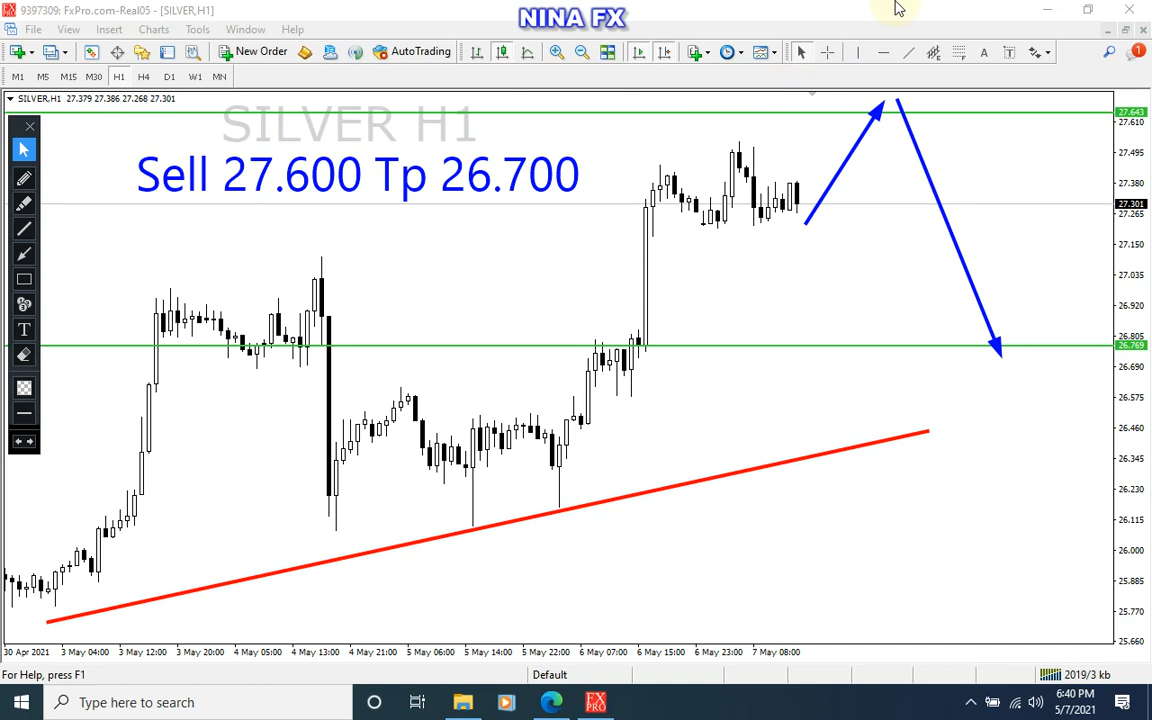 9397309: FxPro.com-Real05 - [SILVER,H1]
NINA FX
File View Insert Charts Tools Window Help
New Order AutoTrading A T 1
M1 M5 M15 M30 H1 H4 D1 W1 MN
SILVER,H1 27.379 27.386 27.268 27.301
SILVER H1
Sell 27.600 Tp 26.700
T
27.643
27.610
27.495
27.380
27.301
27.265
27.150
27.035
26.920
26.805
26.769
26.690
26.575
26.460
26.345
26.230
26.115
26.000
25.885
25.770
25.660
30 Apr 2021 3 May 04:00 3 May 12:00 3 May 20:00 4 May 05:00 4 May 13:00 4 May 21:00 5 May 06:00 5 May 14:00 5 May 22:00 6 May 07:00 6 May 15:00 6 May 23:00 7 May 08:00
For Help, press F1 Default 2019/3 kb
Type here to search FX PRO 6:40 PM
5/7/2021